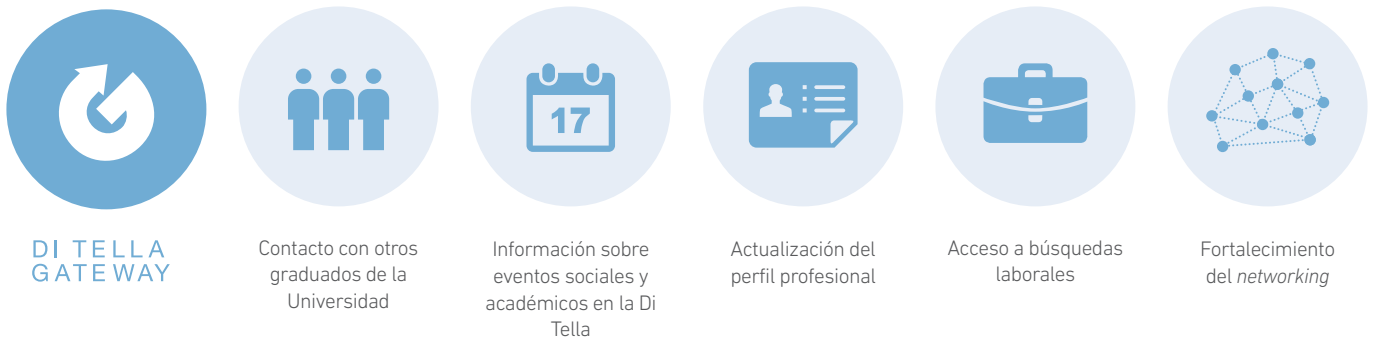 17
DI TELLA
GATEWAY
Contacto con otros
graduados de la
Universidad
Información sobre
eventos sociales y
académicos en la Di
Tella
Actualización del
perfil profesional
Acceso a búsquedas
laborales
Fortalecimiento
del networking